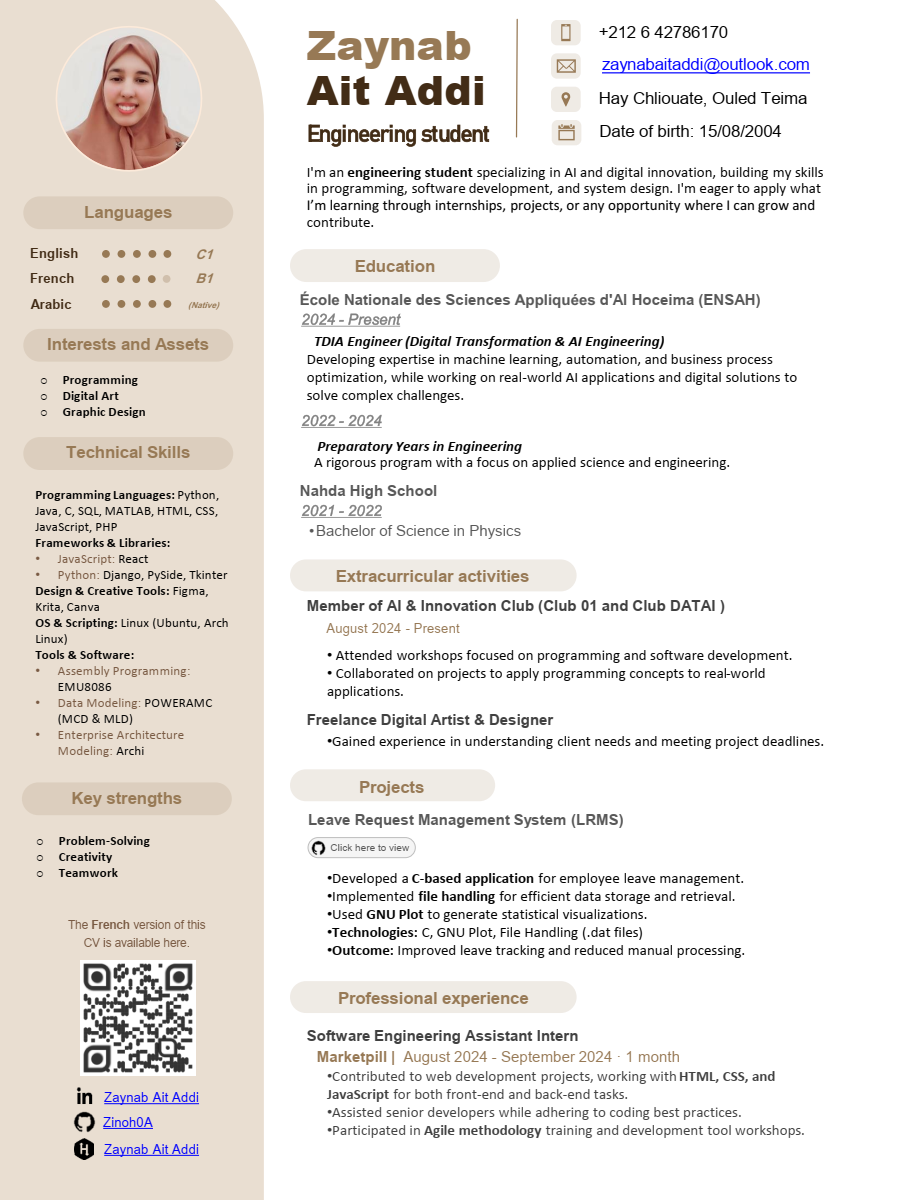 Zaynab
Ait Addi
Engineering student
+212 6 42786170
zaynabaitaddi@outlook.com
Hay Chliouate, Ouled Teima
Date of birth: 15/08/2004
I'm an engineering student specializing in AI and digital innovation, building my skills
in programming, software development, and system design. I'm eager to apply what
I'm learning through internships, projects, or any opportunity where I can grow and
contribute.
Languages
English C1
French B1
Arabic (Native)
Interests and Assets
o Programming
o Digital Art
o Graphic Design
Technical Skills
Programming Languages: Python,
Java, C, SQL, MATLAB, HTML, CSS,
JavaScript, PHP
Frameworks & Libraries:
• JavaScript: React
• Python: Django, PySide, Tkinter
Design & Creative Tools: Figma,
Krita, Canva
OS & Scripting: Linux (Ubuntu, Arch
Linux)
Tools & Software:
• Assembly Programming:
EMU8086
• Data Modeling: POWERAMC
(MCD & MLD)
• Enterprise Architecture
Modeling: Archi
Key strengths
o Problem-Solving
o Creativity
o Teamwork
The French version of this
CV is available here.
in Zaynab Ait Addi
Zinoh0A
H Zaynab Ait Addi
Education
École Nationale des Sciences Appliquées d'Al Hoceima (ENSAH)
2024 - Present
TDIA Engineer (Digital Transformation & AI Engineering)
Developing expertise in machine learning, automation, and business process
optimization, while working on real-world AI applications and digital solutions to
solve complex challenges.
2022 - 2024
Preparatory Years in Engineering
A rigorous program with a focus on applied science and engineering.
Nahda High School
2021 - 2022
•Bachelor of Science in Physics
Extracurricular activities
Member of AI & Innovation Club (Club 01 and Club DATAI )
August 2024 - Present
• Attended workshops focused on programming and software development.
• Collaborated on projects to apply programming concepts to real-world
applications.
Freelance Digital Artist & Designer
•Gained experience in understanding client needs and meeting project deadlines.
Projects
Leave Request Management System (LRMS)
Click here to view
•Developed a C-based application for employee leave management.
•Implemented file handling for efficient data storage and retrieval.
•Used GNU Plot to generate statistical visualizations.
•Technologies: C, GNU Plot, File Handling (.dat files)
•Outcome: Improved leave tracking and reduced manual processing.
Professional experience
Software Engineering Assistant Intern
Marketpill | August 2024 - September 2024 · 1 month
•Contributed to web development projects, working with HTML, CSS, and
JavaScript for both front-end and back-end tasks.
•Assisted senior developers while adhering to coding best practices.
•Participated in Agile methodology training and development tool workshops.